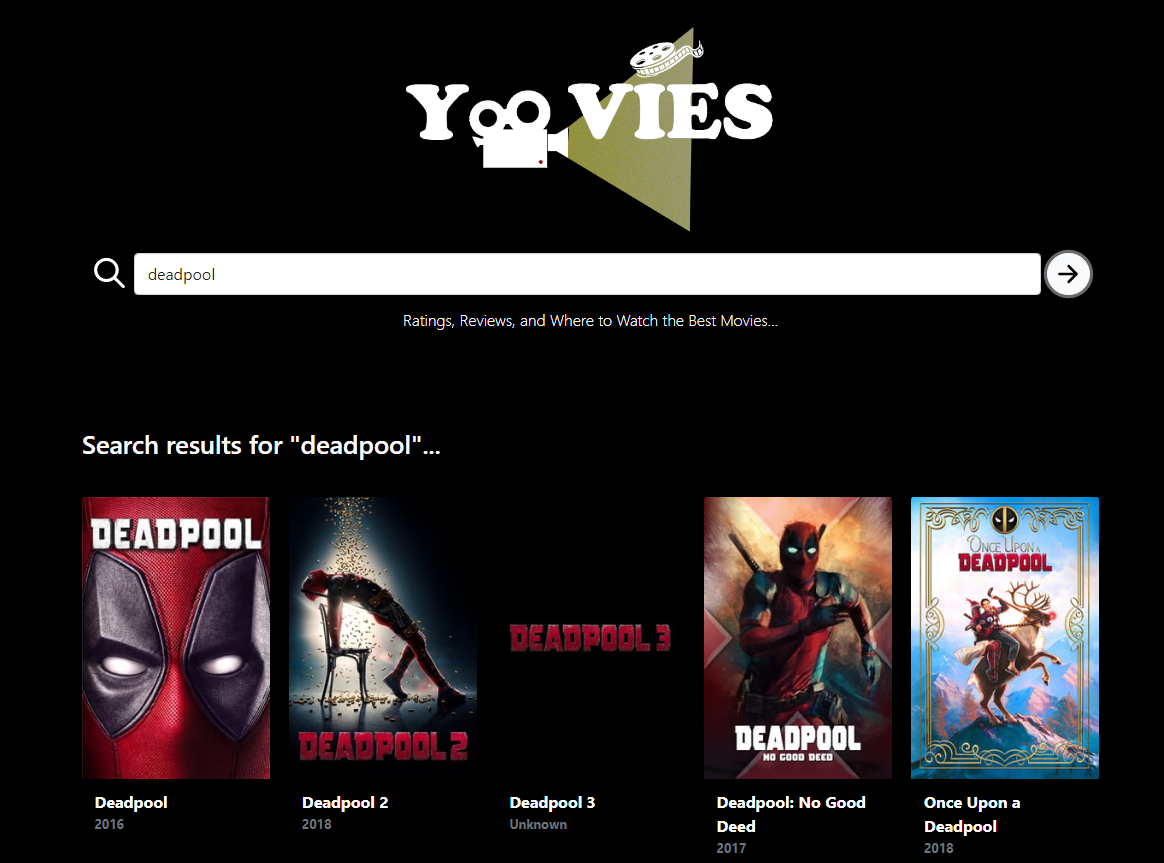 YOOVIES
deadpool
Ratings, Reviews, and Where to Watch the Best Movies...
Search results for "deadpool"...
DEADPOOL
DEADPOOL 2
DEADPOOL 3
DEADPOOL
NO GOOD DEED
ONCE UPON A
DEADPOOL
Deadpool
2016
Deadpool 2
2018
Deadpool 3
Unknown
Deadpool: No Good
Deed
2017
Once Upon a
Deadpool
2018